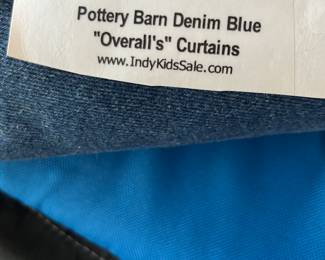 Pottery Barn Denim Blue
"Overall's" Curtains
www.IndyKidsSale.com